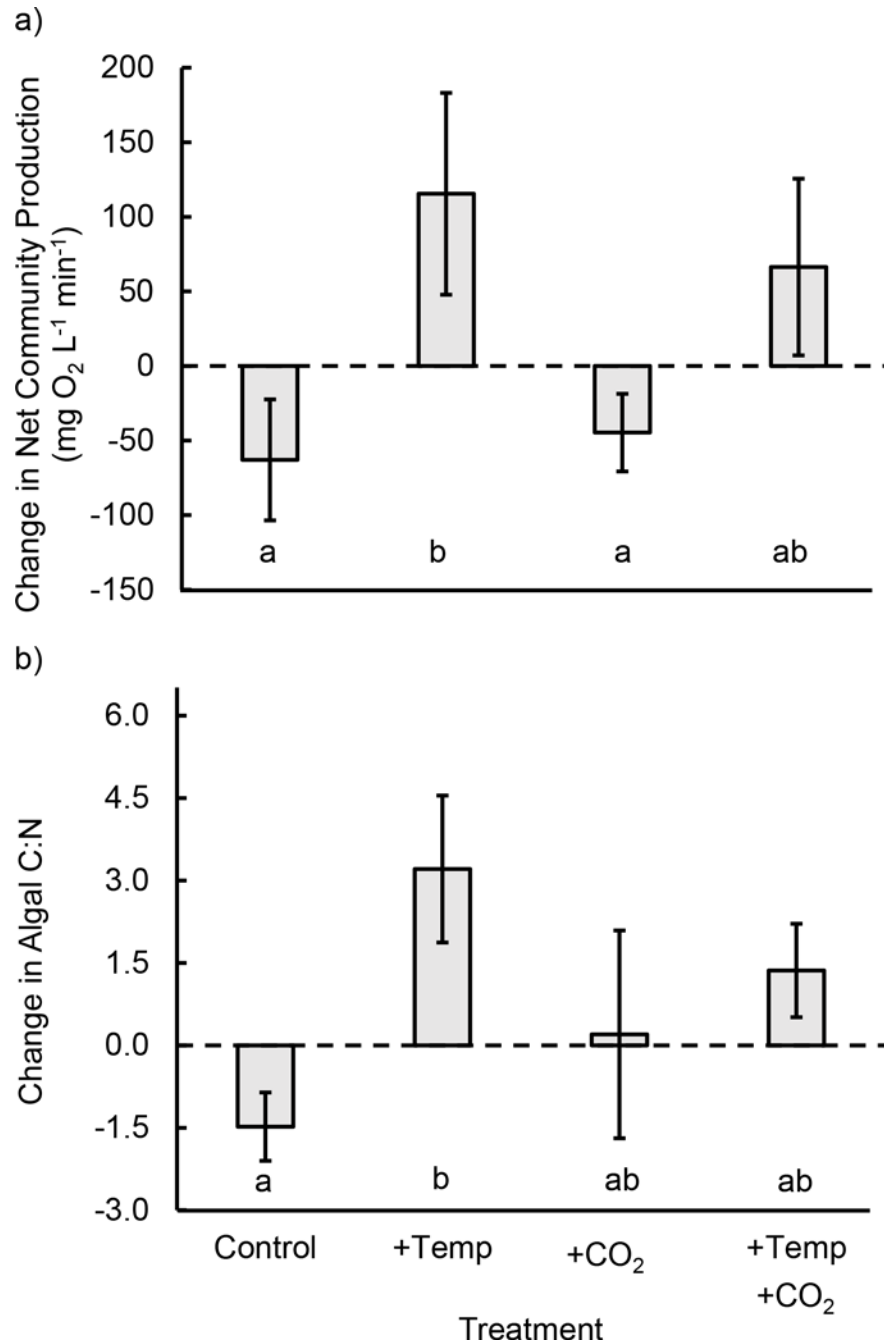 a)
Change in Net Community Production
(mg O₂ L⁻¹ min⁻¹)
200
150
100
50
0
-50
-100
-150
a b a ab
b)
Change in Algal C:N
6.0
4.5
3.0
1.5
0.0
-1.5
-3.0
a b ab ab
Control +Temp +CO₂ +Temp
+CO₂
Treatment